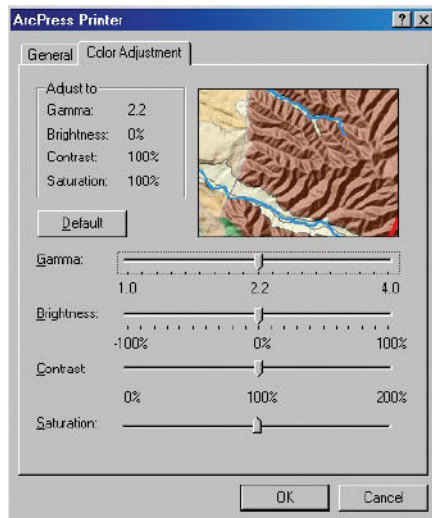 ArcPress Printer
General
Color Adjustment
Adjust to
Gamma: 2.2
Brightness: 0%
Contrast: 100%
Saturation: 100%
Default
Gamma:
1.0 2.2 4.0
Brightness:
-100% 0% 100%
Contrast
0% 100% 200%
Saturation:
OK
Cancel